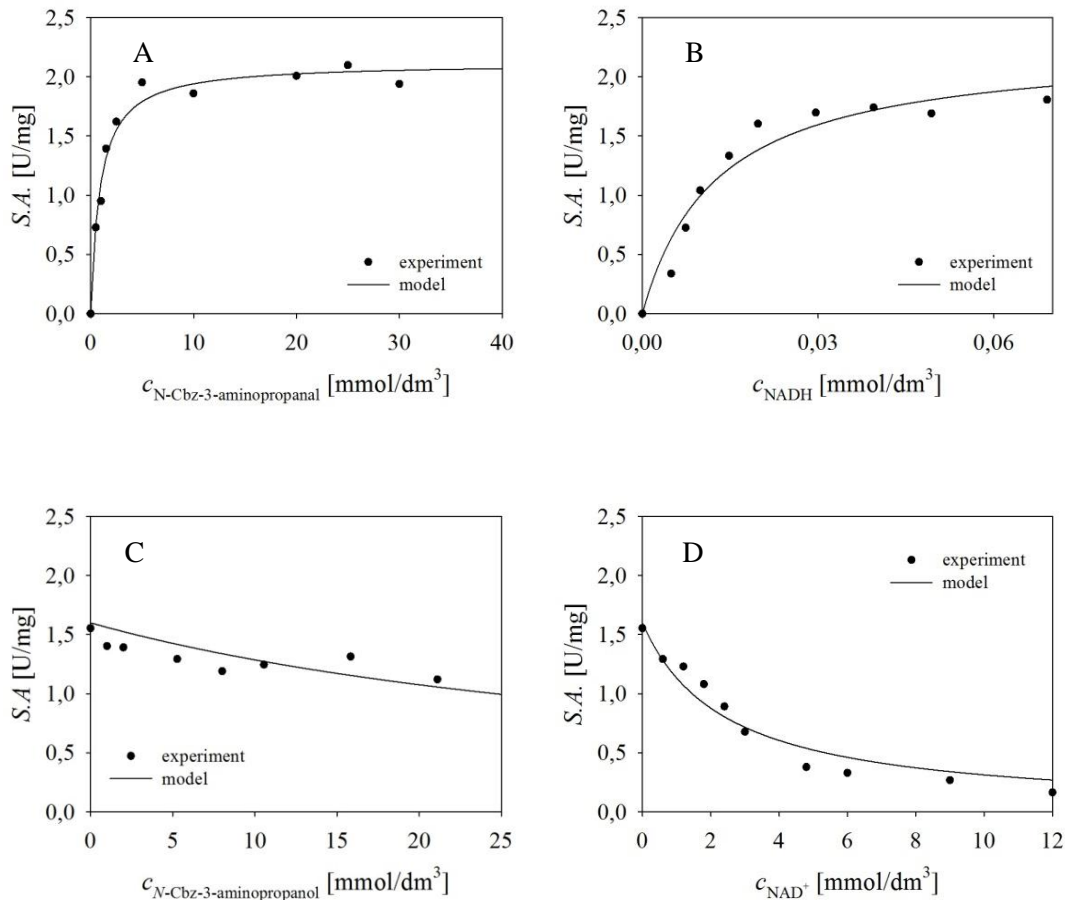 2,5
2,0
1,5
1,0
0,5
0,0
S.A. [U/mg]
A
experiment
model
0 10 20 30 40
c N-Cbz-3-aminopropanal [mmol/dm³]
2,5
2,0
1,5
1,0
0,5
0,0
S.A. [U/mg]
B
experiment
model
0,00 0,03 0,06
c NADH [mmol/dm³]
2,5
2,0
1,5
1,0
0,5
0,0
S.A [U/mg]
C
experiment
model
0 5 10 15 20 25
c N-Cbz-3-aminopropanol [mmol/dm³]
2,5
2,0
1,5
1,0
0,5
0,0
S.A. [U/mg]
D
experiment
model
0 2 4 6 8 10 12
c NAD⁺ [mmol/dm³]